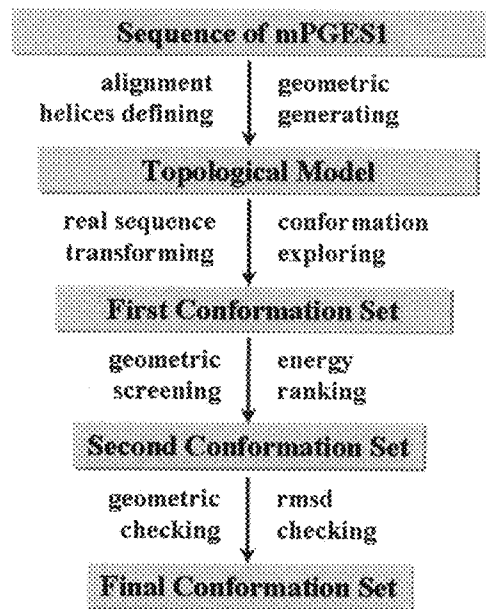 Sequence of mPGES1
alignment geometric
helices defining generating
Topological Model
real sequence conformation
transforming exploring
First Conformation Set
geometric energy
screening ranking
Second Conformation Set
geometric rmsd
checking checking
Final Conformation Set